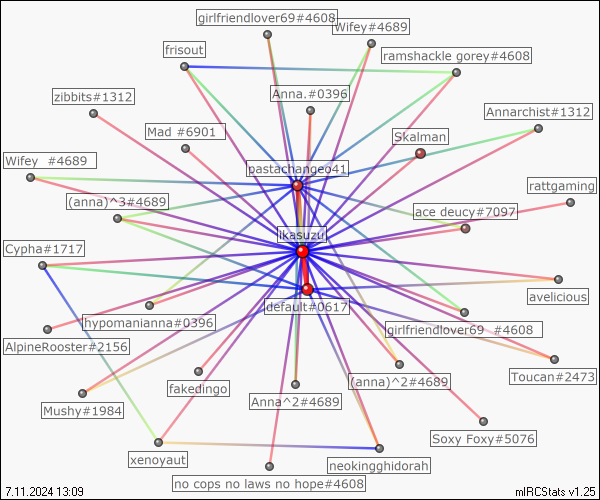 girlfriendlover69#4608
Wifey#4689
frisout
ramshackle gorey#4608
zibbits#1312
Anna.#0396
Annarchist#1312
Mad #6901
Skalman
Wifey  #4689
pastachangeo41
rattgaming
(anna)^3#4689
ace deucy#7097
ikasuzu
Cypha#1717
avelicious
default#0617
hypomanianna#0396
girlfriendlover69  #4608
AlpineRooster#2156
Toucan#2473
fakedingo
(anna)^2#4689
Mushy#1984
Anna^2#4689
Soxy Foxy#5076
xenoyaut
neokingghidorah
no cops no laws no hope#4608
7.11.2024 13:09
mIRCStats v1.25